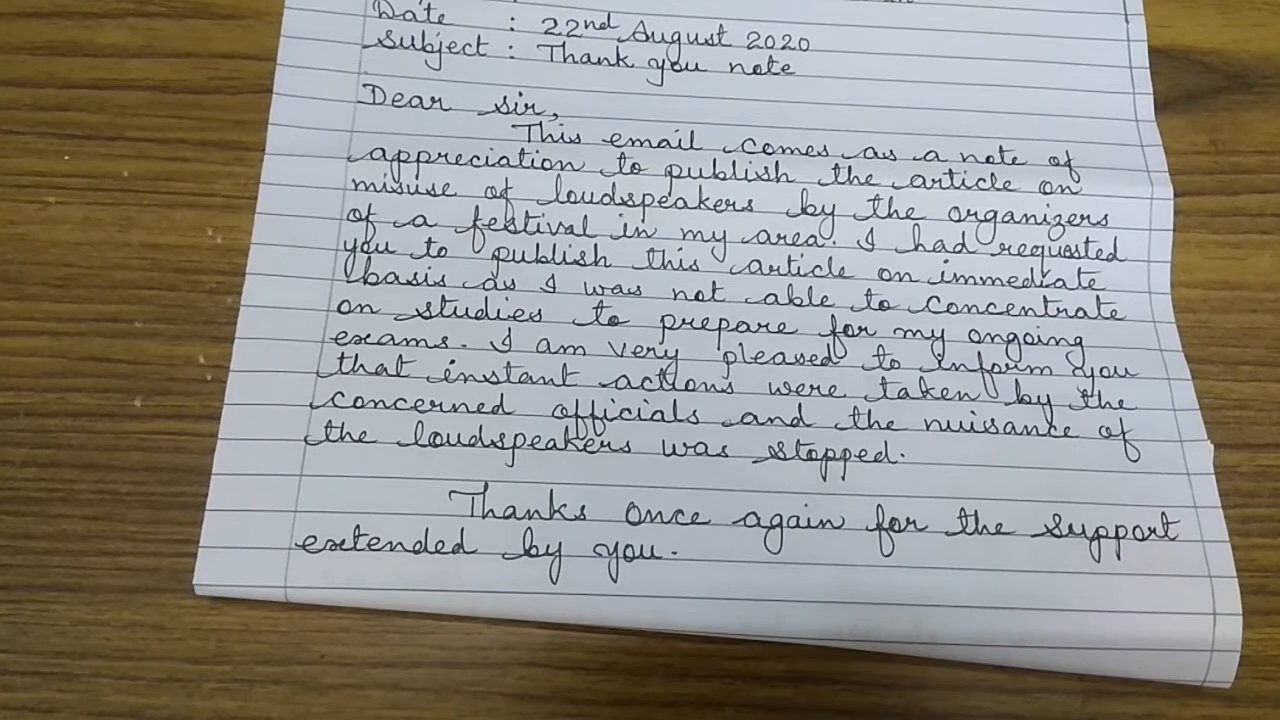 Date : 22nd August 2020
Subject : Thank you note
Dear sir,
This email comes as a note of
appreciation to publish the article on
misuse of loudspeakers by the organizers
of a festival in my area. I had requested
you to publish this article on immediate
basis as I was not able to concentrate
on studies to prepare for my ongoing
exams. I am very pleased to inform you
that instant actions were taken by the
concerned officials and the nuisance of
the loudspeakers was stopped.
Thanks once again for the support
extended by you.